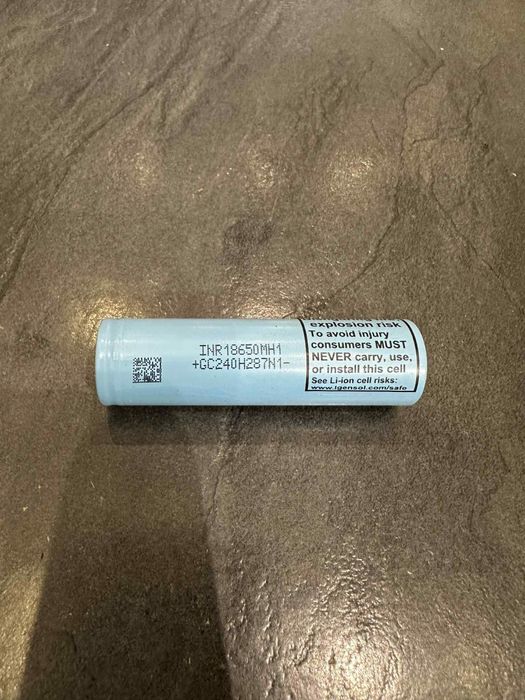 INR18650MH1
+GC240H287N1-
explosion risk
To avoid injury
consumers MUST
NEVER carry, use,
or install this cell
See Li-ion cell risks:
www.lgensol.com/safe